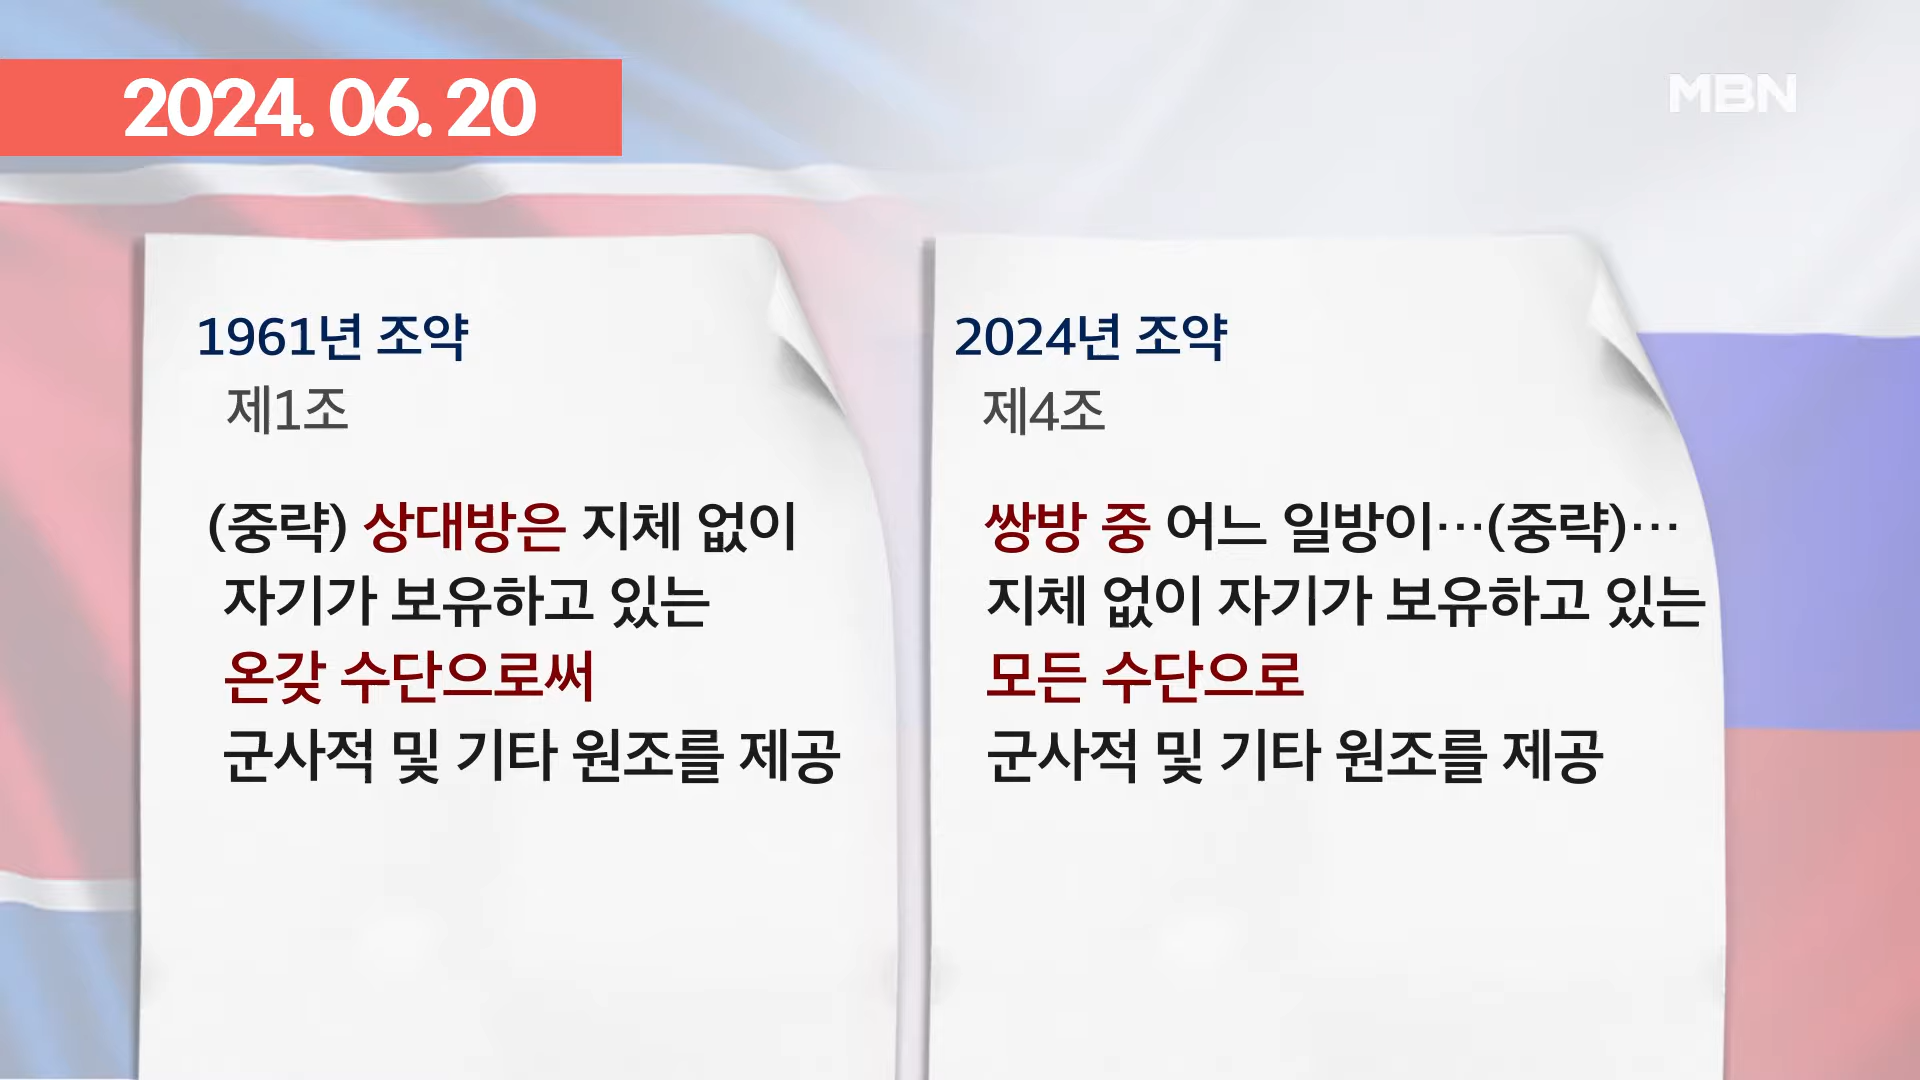 2024. 06. 20
MBN
1961년 조약
제1조
(중략) 상대방은 지체 없이
자기가 보유하고 있는
온갖 수단으로써
군사적 및 기타 원조를 제공
2024년 조약
제4조
쌍방 중 어느 일방이…(중략)…
지체 없이 자기가 보유하고 있는
모든 수단으로
군사적 및 기타 원조를 제공